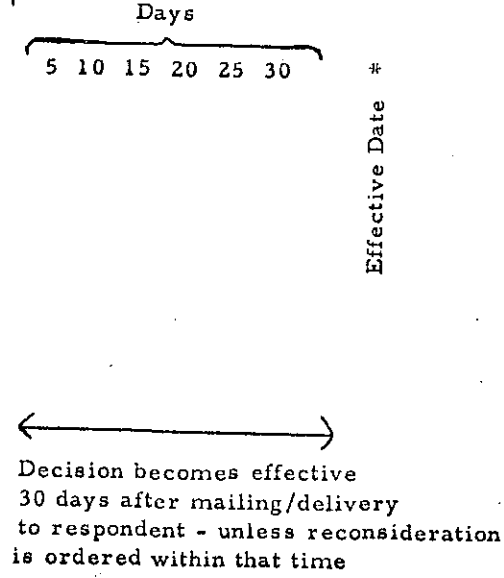 Days
5 10 15 20 25 30 *
Effective Date
Decision becomes effective
30 days after mailing/delivery
to respondent - unless reconsideration
is ordered within that time